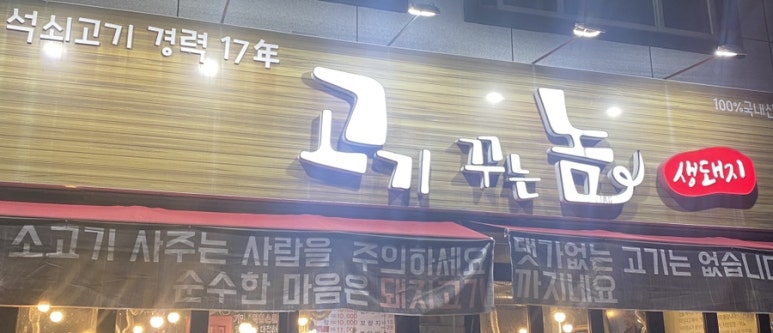 석쇠고기 경력 17年
고기 꾸는 놈
100%국내산
생돼지
소고기 사주는 사람을 주의하세요
순수한 마음은 돼지고기 까지네요
댓가없는 고기는 없습니다